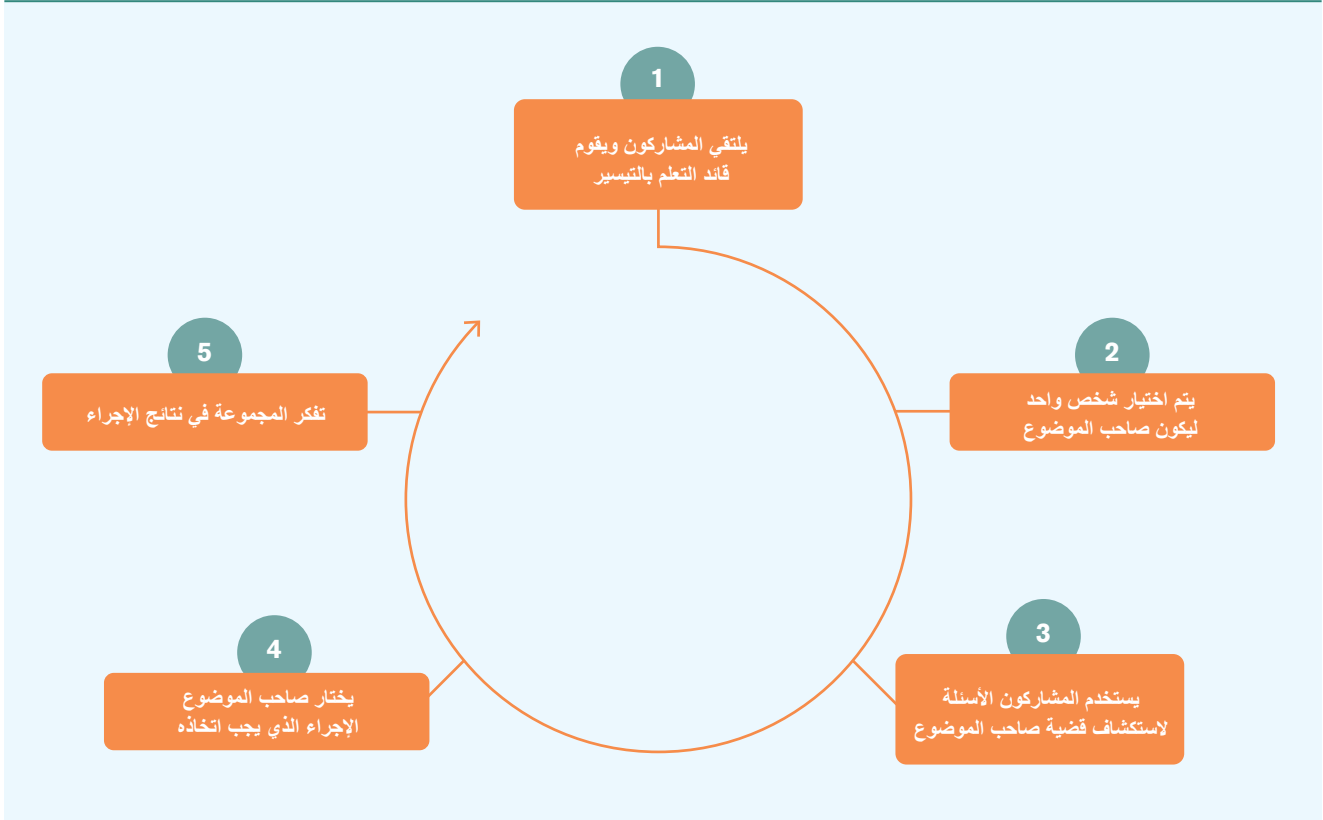 1
يلتقي المشاركون ويقوم
قائد التعلم بالتيسير
2
يتم اختيار شخص واحد
ليكون صاحب الموضوع
3
يستخدم المشاركون الأسئلة
لاستكشاف قضية صاحب الموضوع
4
يختار صاحب الموضوع
الإجراء الذي يجب اتخاذه
5
تفكر المجموعة في نتائج الإجراء